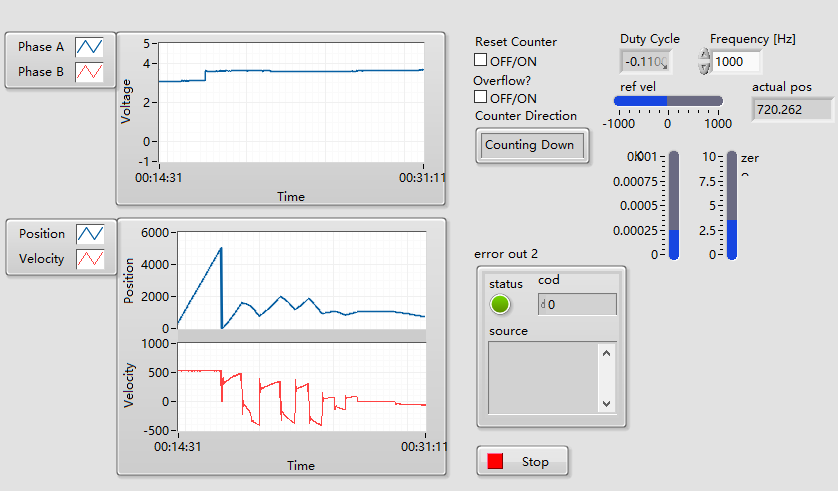 Phase A
Phase B
Voltage
5
4
2
0
-1
00:14:31
00:31:11
Time
Reset Counter
OFF/ON
Overflow?
OFF/ON
Counter Direction
Counting Down
Duty Cycle
Frequency [Hz]
1000
ref vel
-1000
0
1000
actual pos
720.262
0.00075
0.0005
0.00025
0
10
7.5
5
2.5
0
zer
Position
Velocity
Position
6000
4000
2000
0
Velocity
1000
500
0
-500
00:14:31
00:31:11
Time
error out 2
status
cod
d 0
source
Stop